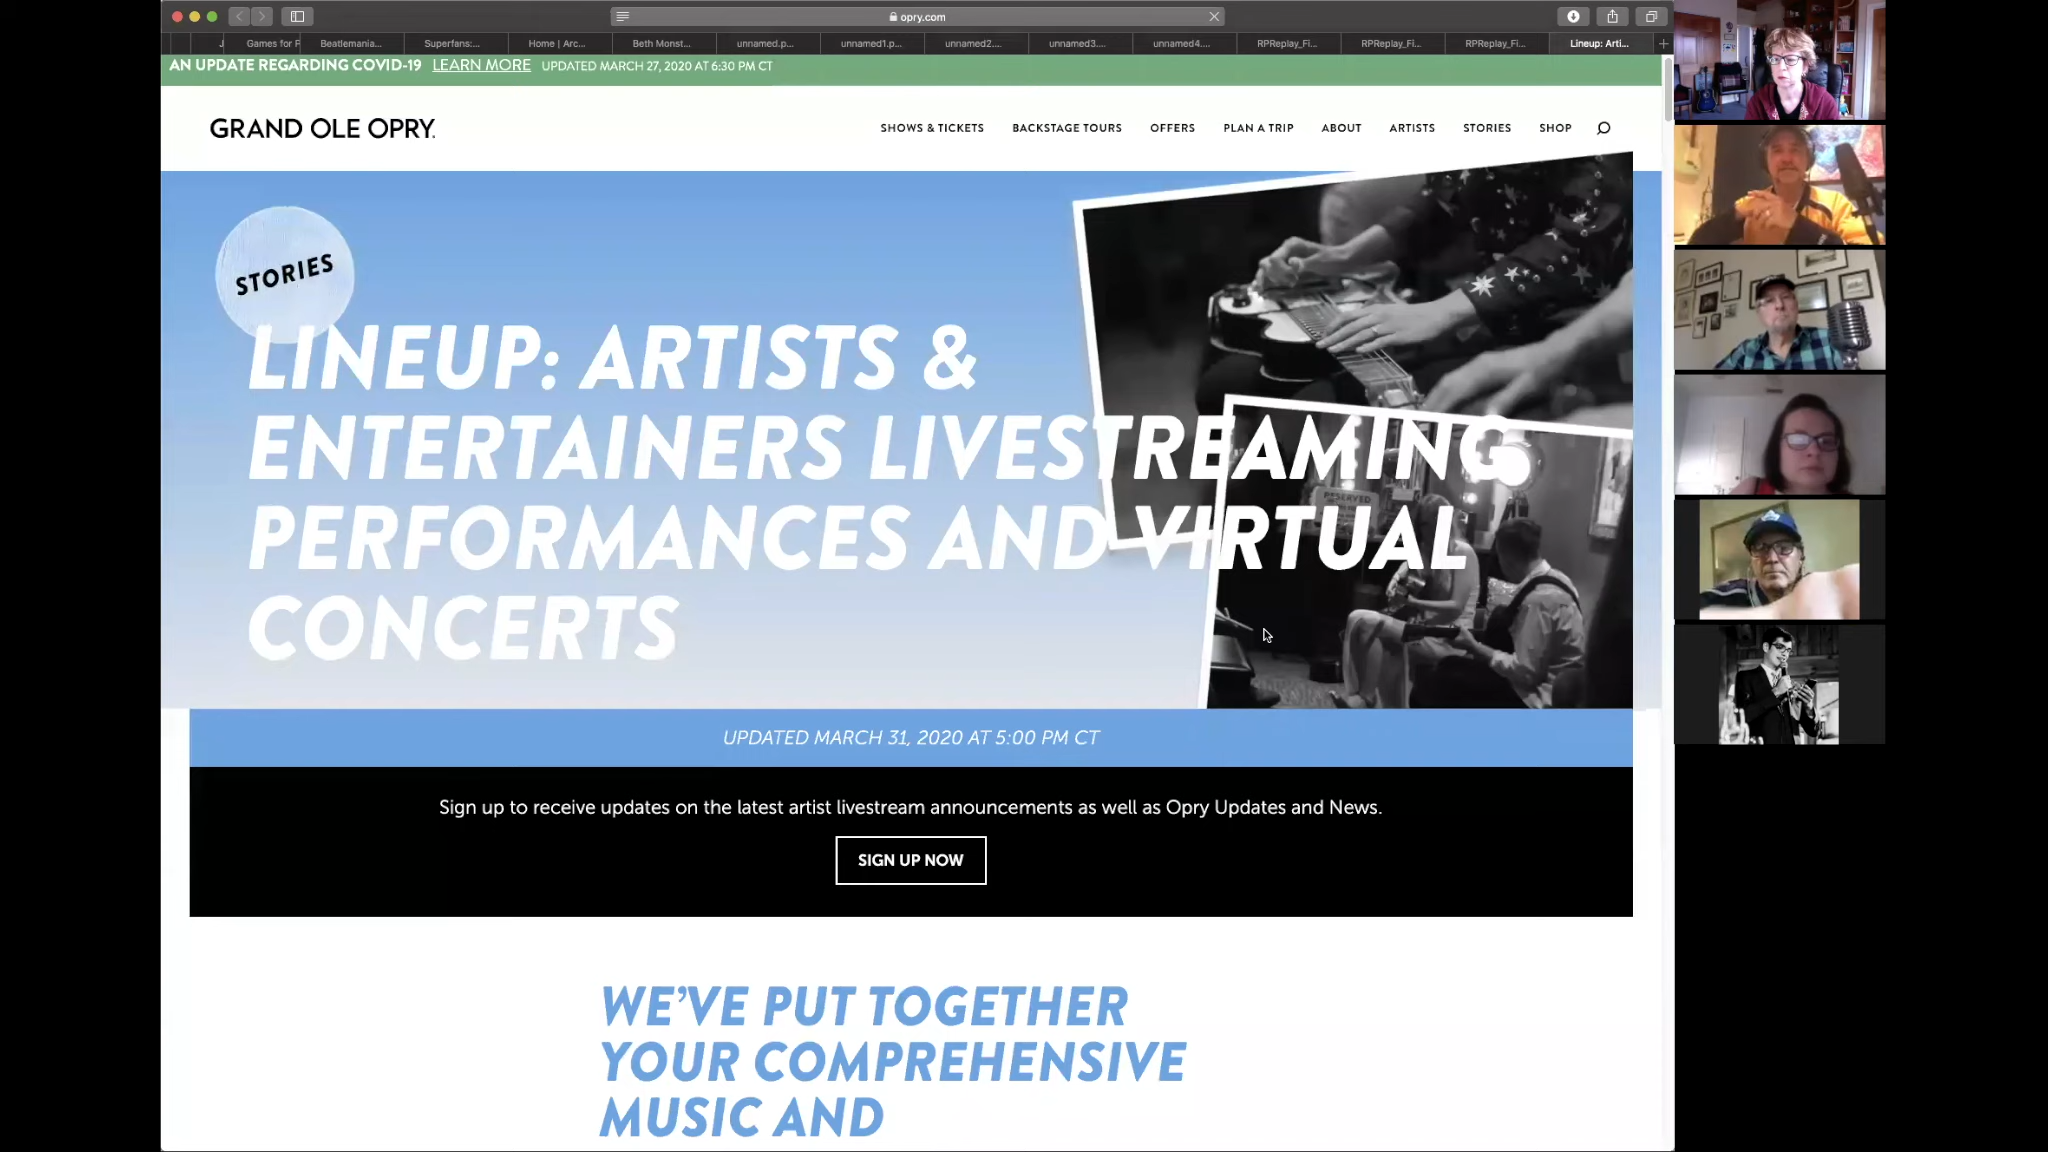 opry.com
J
Games for F
Beatlemania...
Superfans:...
Home | Arc...
Beth Monst...
unnamed.p...
unnamed1.p...
unnamed2....
unnamed3....
unnamed4....
RPReplay_Fi...
RPReplay_Fi...
RPReplay_Fi...
Lineup: Arti...
AN UPDATE REGARDING COVID-19 LEARN MORE UPDATED MARCH 27, 2020 AT 6:30 PM CT
GRAND OLE OPRY.
SHOWS & TICKETS
BACKSTAGE TOURS
OFFERS
PLAN A TRIP
ABOUT
ARTISTS
STORIES
SHOP
STORIES
LINEUP: ARTISTS &
ENTERTAINERS LIVESTREAMING
PERFORMANCES AND VIRTUAL
CONCERTS
RESERVED
UPDATED MARCH 31, 2020 AT 5:00 PM CT
Sign up to receive updates on the latest artist livestream announcements as well as Opry Updates and News.
SIGN UP NOW
WE'VE PUT TOGETHER
YOUR COMPREHENSIVE
MUSIC AND